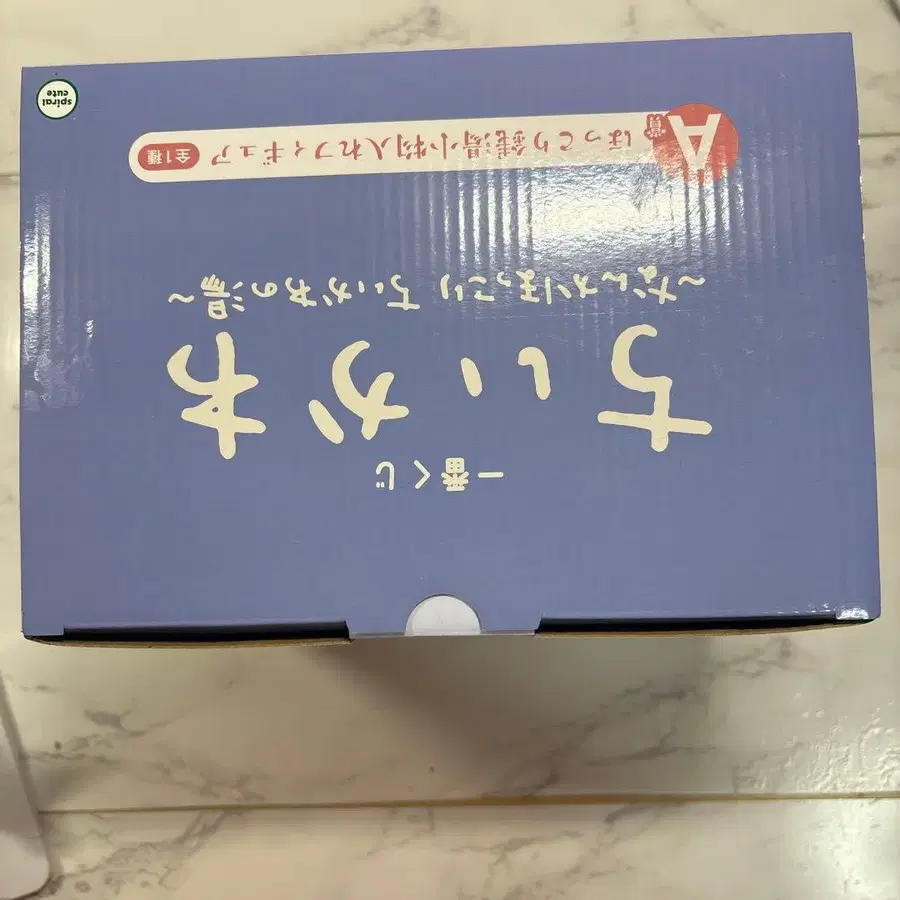 一番くじ
ちいかわ
～なんかほっこり ちいかわの湯～
A賞 ほっこり銭湯小物入れフィギュア 全1種
spiral
cute